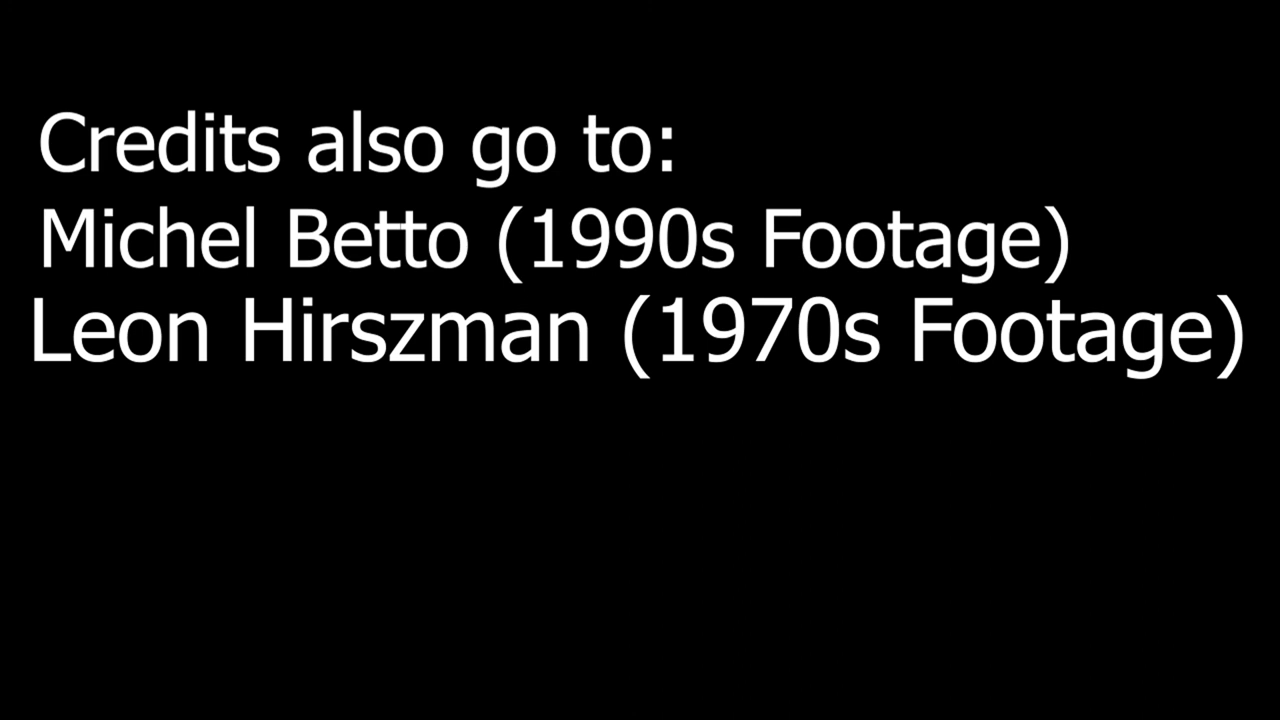 Credits also go to:
Michel Betto (1990s Footage)
Leon Hirszman (1970s Footage)